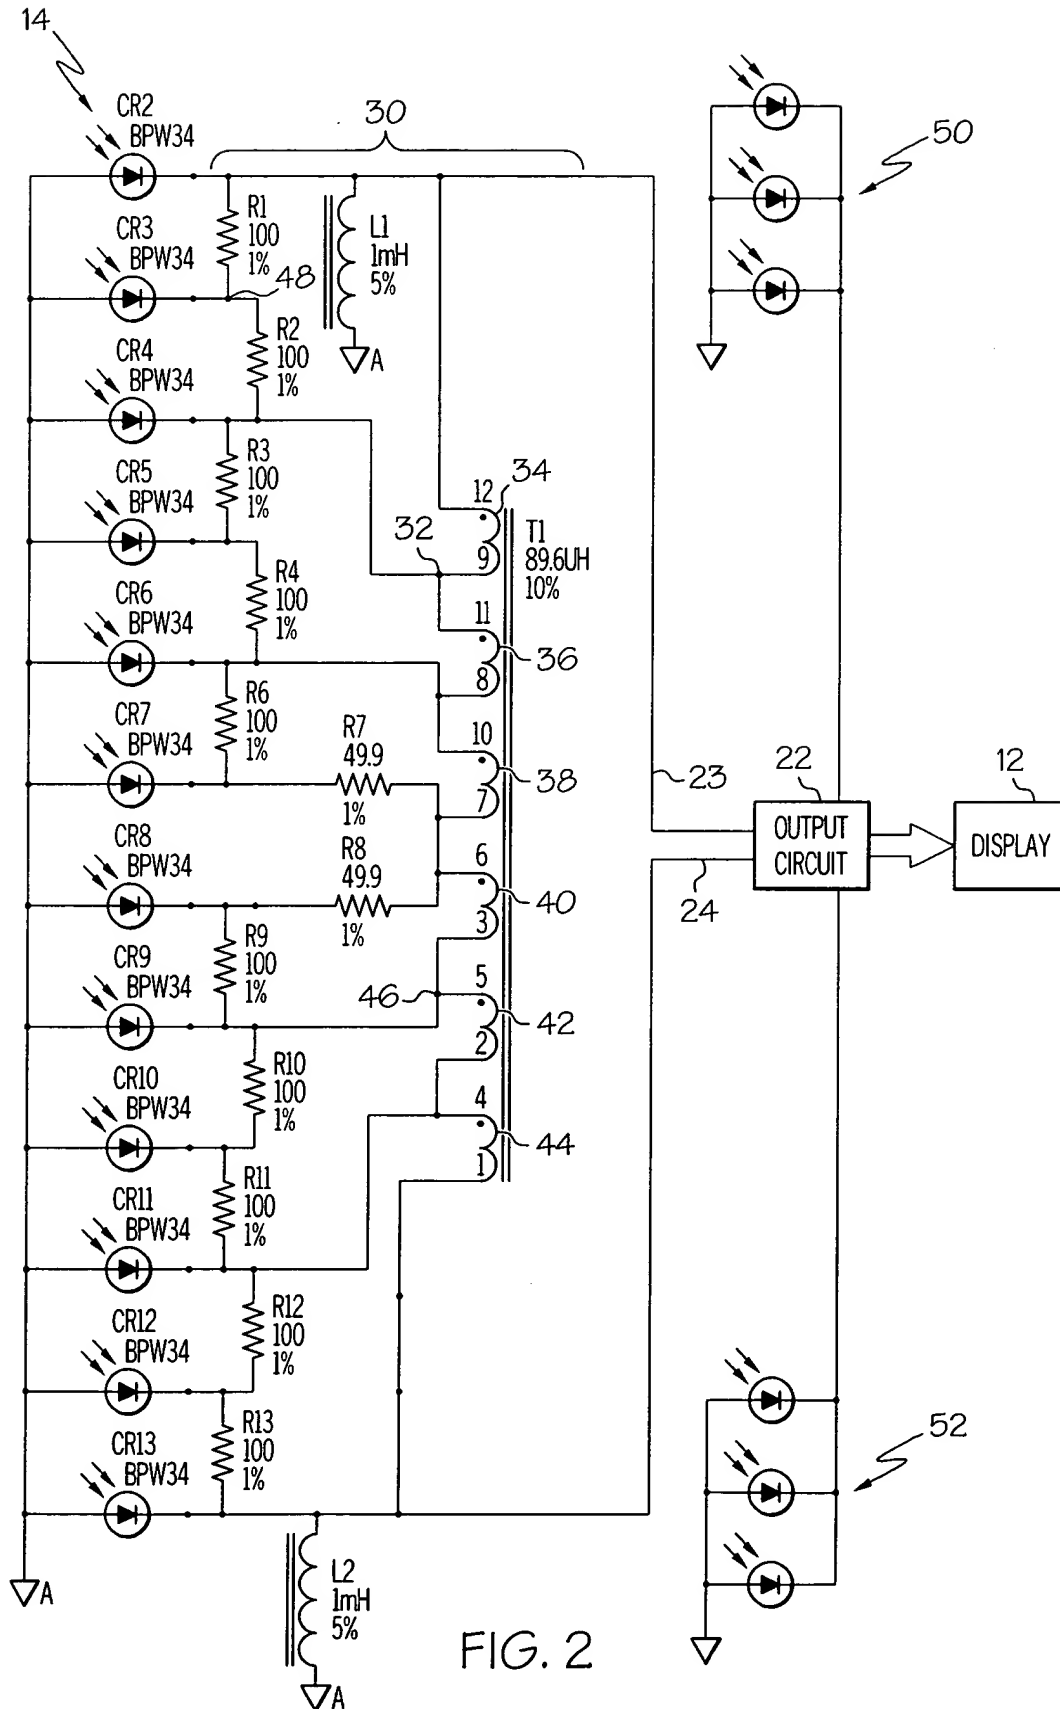 14
CR2
BPW34
30
50
R1
100
1%
L1
1mH
5%
CR3
BPW34
48
R2
100
1%
A
CR4
BPW34
R3
100
1%
CR5
BPW34
12
34
32
9
T1
89.6UH
10%
R4
100
1%
CR6
BPW34
11
36
8
R6
100
1%
CR7
BPW34
R7
49.9
1%
10
38
7
23
22
12
OUTPUT
CIRCUIT
DISPLAY
CR8
BPW34
R8
49.9
1%
6
40
3
24
R9
100
1%
CR9
BPW34
46
5
42
2
R10
100
1%
CR10
BPW34
4
44
1
R11
100
1%
CR11
BPW34
R12
100
1%
CR12
BPW34
R13
100
1%
52
CR13
BPW34
A
L2
1mH
5%
A
FIG. 2